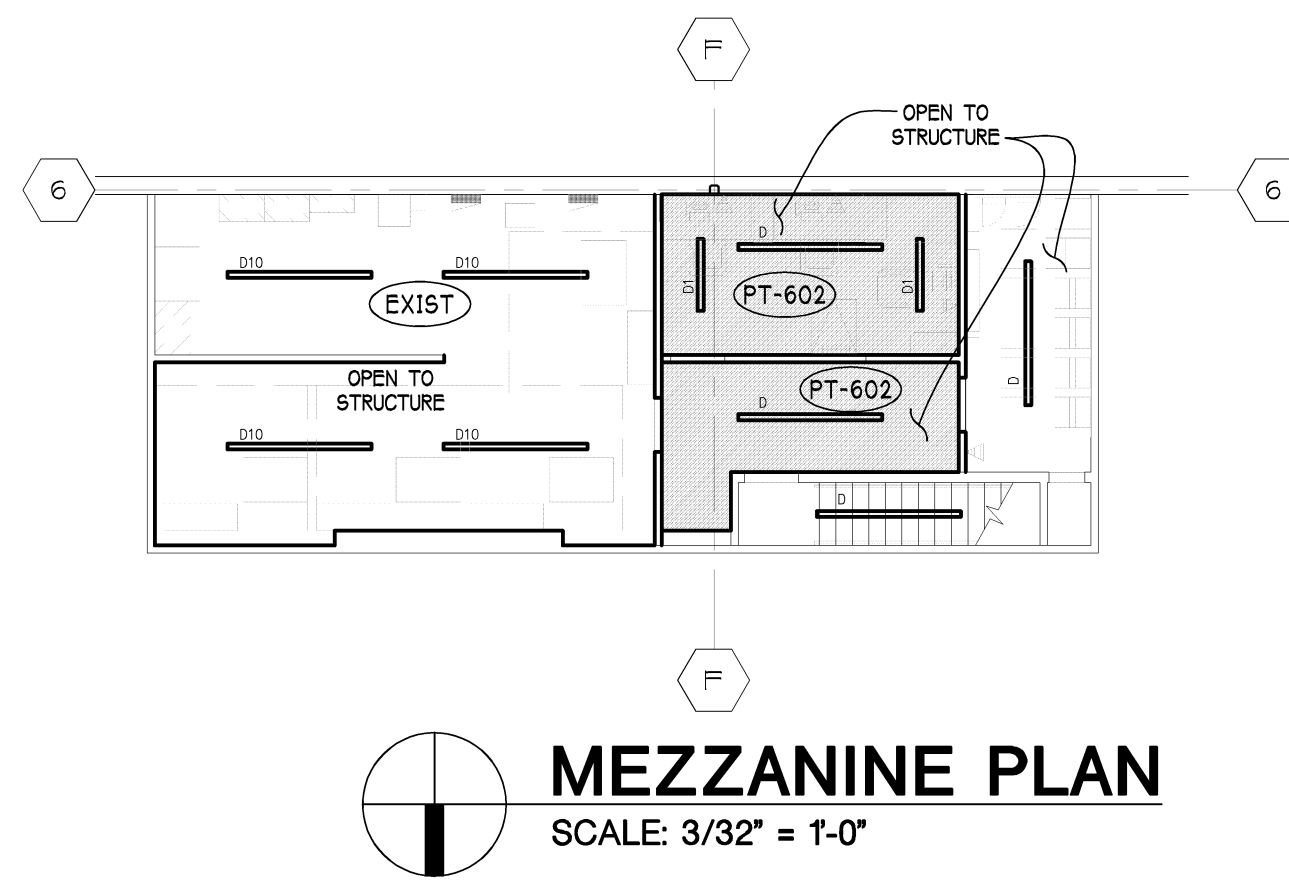 F
OPEN TO
STRUCTURE
6
6
D
D10
D10
D1
D1
PT-602
EXIST
OPEN TO
STRUCTURE
PT-602
D
D
D10
D10
D
F
MEZZANINE PLAN
SCALE: 3/32" = 1'-0"